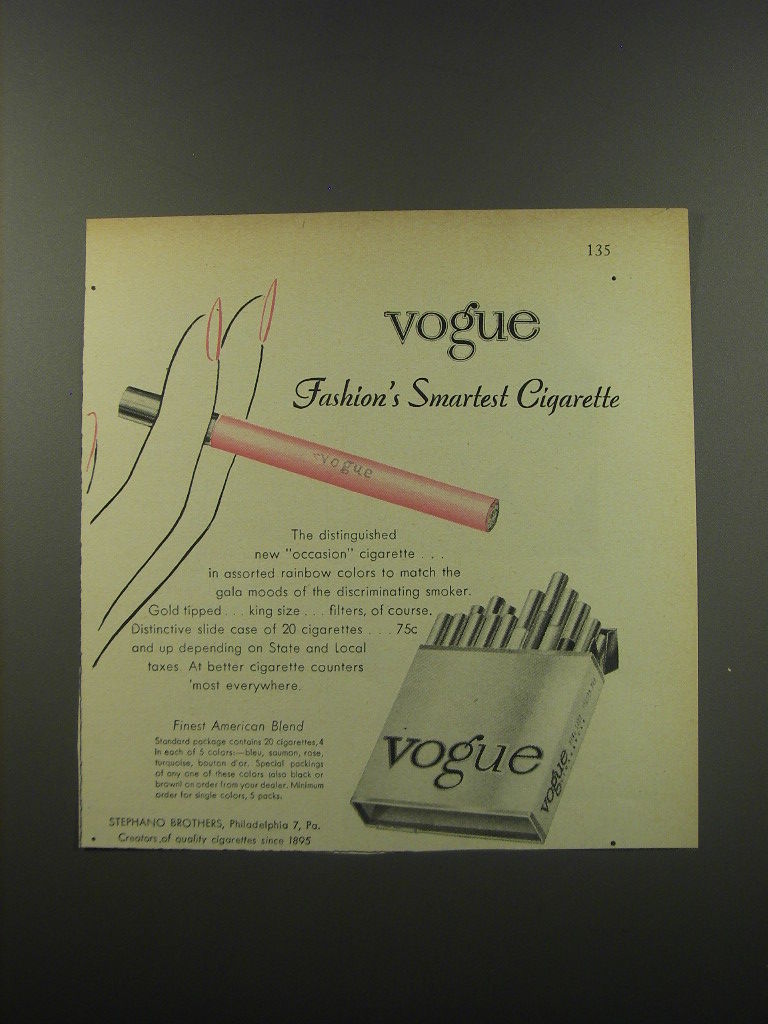 135
vogue
Fashion's Smartest Cigarette
vogue
The distinguished
new "occasion" cigarette . . .
in assorted rainbow colors to match the
gala moods of the discriminating smoker.
Gold tipped . . . king size . . . filters, of course.
Distinctive slide case of 20 cigarettes . . . 75c
and up depending on State and Local
taxes. At better cigarette counters
'most everywhere.
Finest American Blend
Standard package contains 20 cigarettes, 4
in each of 5 colors:—bleu, saumon, rose,
turquoise, bouton d'or. Special packings
of any one of these colors (also black or
brown) on order from your dealer. Minimum
order for single colors, 5 packs.
STEPHANO BROTHERS, Philadelphia 7, Pa.
Creators of quality cigarettes since 1895
vogue
vogue